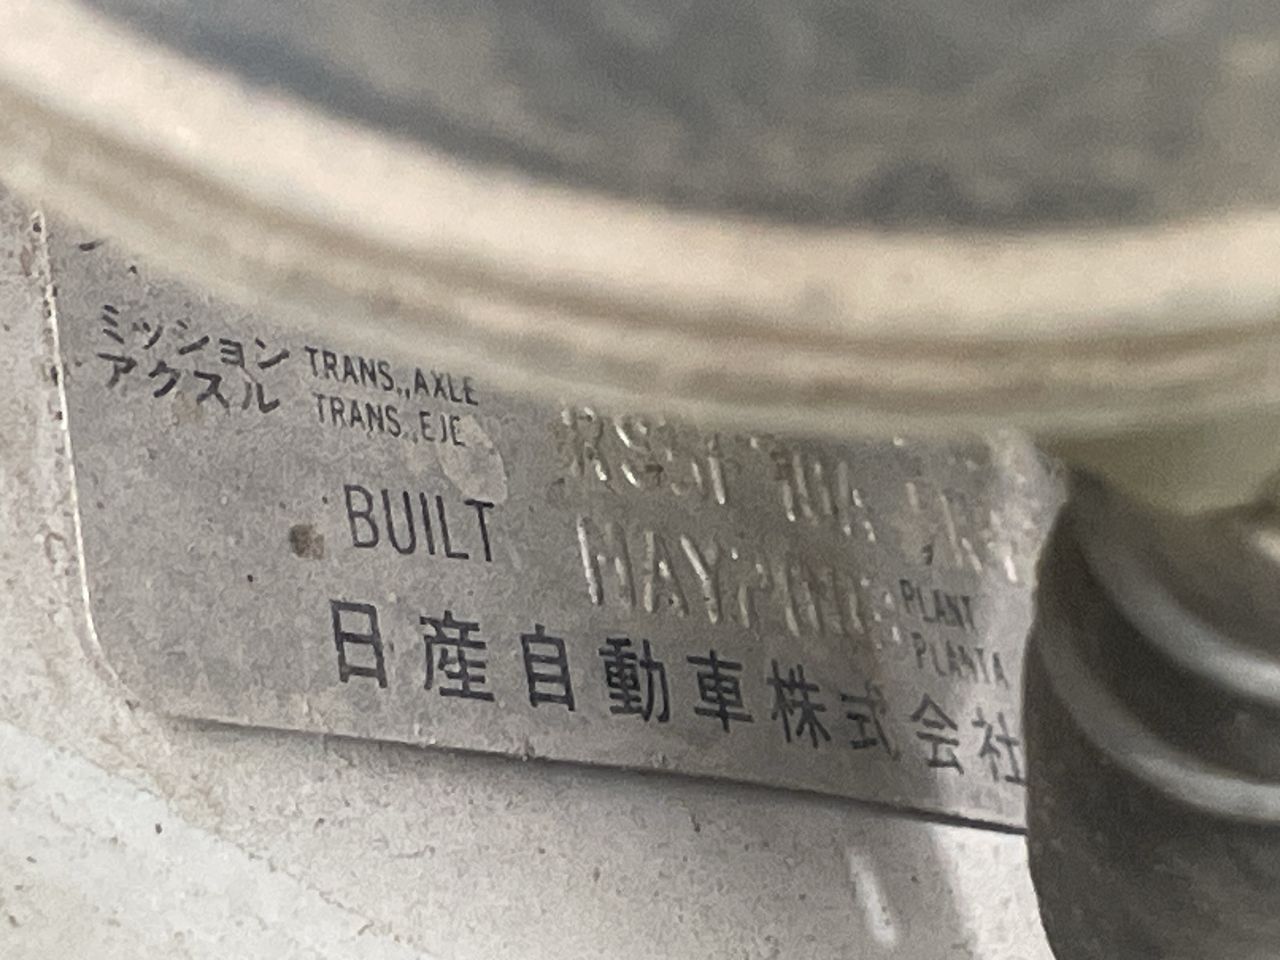 ミッション TRANS.,AXLE
アクスル TRANS.,EJE
BUILT
PLANT
PLANTA
日産自動車株式会社